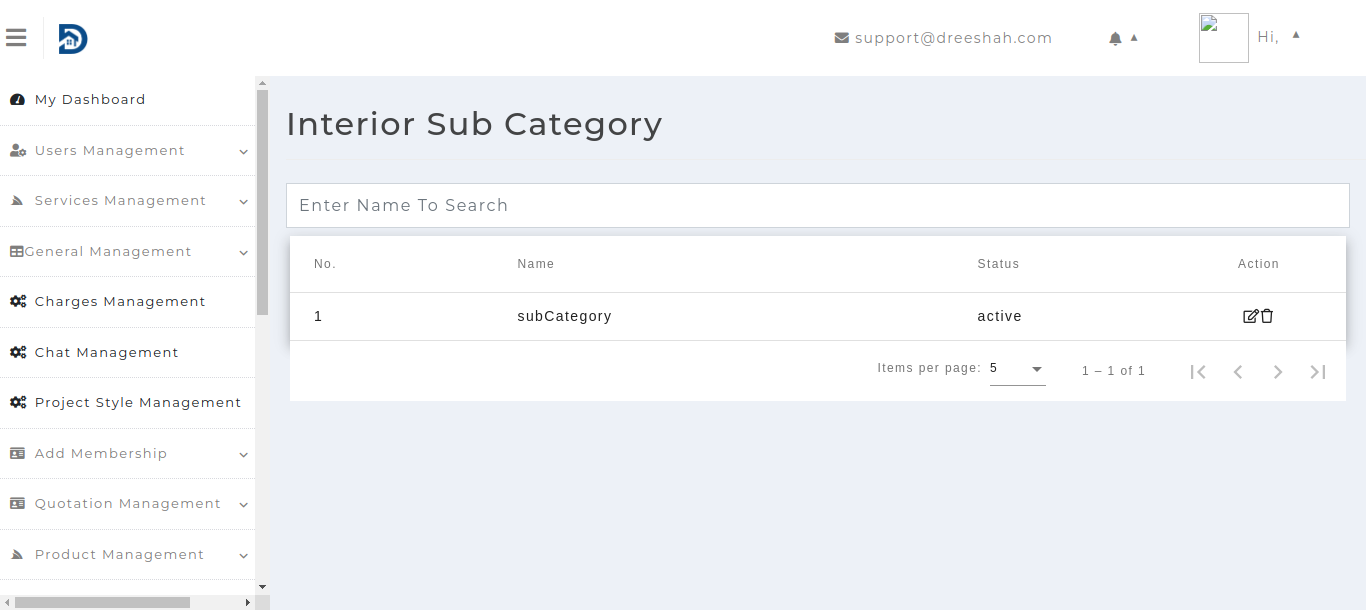 support@dreeshah.com
Hi,
My Dashboard
Users Management
Services Management
General Management
Charges Management
Chat Management
Project Style Management
Add Membership
Quotation Management
Product Management
Interior Sub Category
Enter Name To Search
No. Name Status Action
1 subCategory active
Items per page: 5 1 – 1 of 1